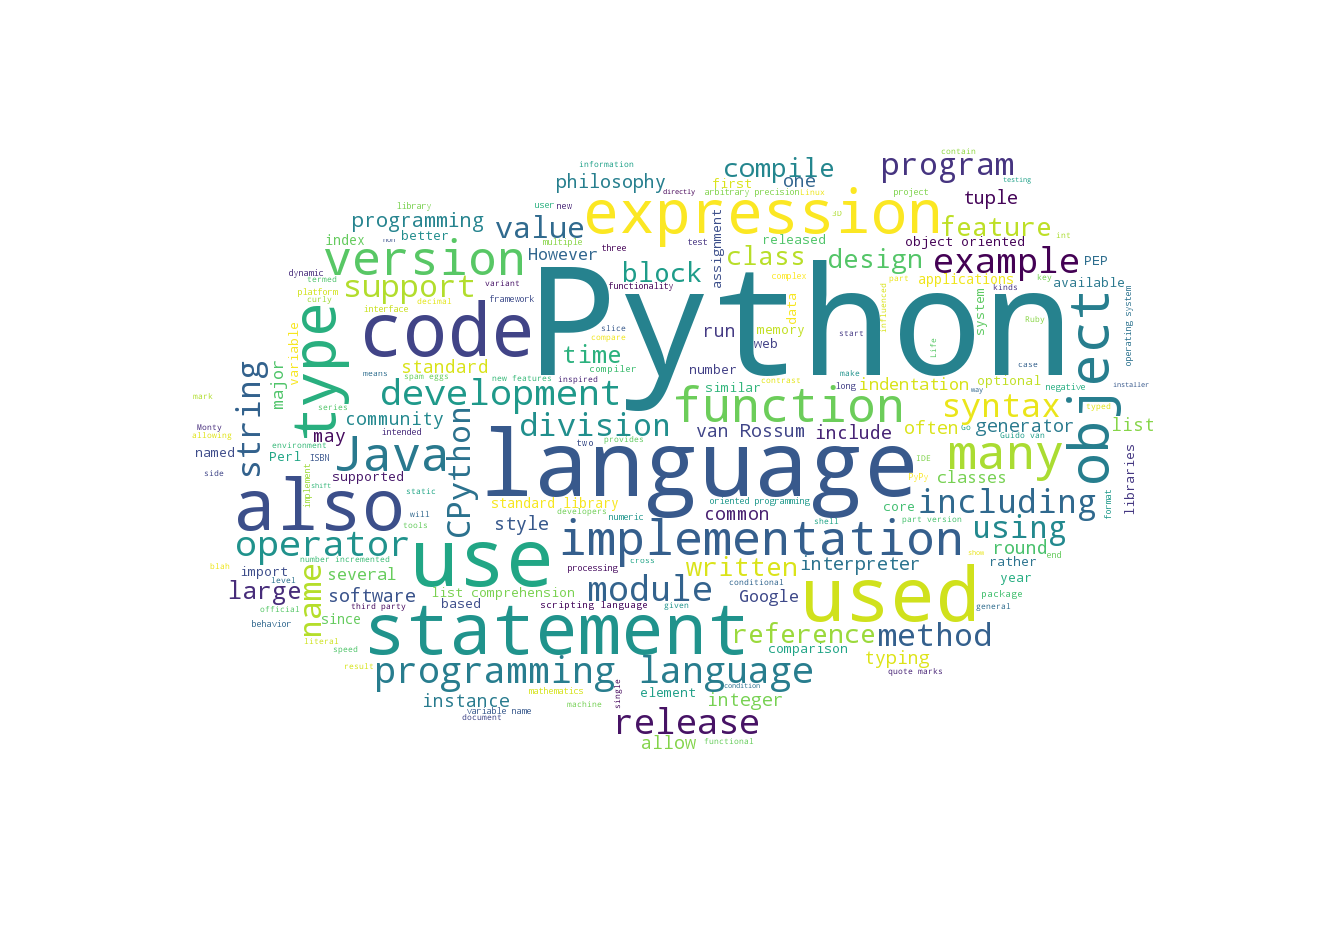 contain
information
compile
program
testing
philosophy
one
first
directly
arbitrary precision
Linux
project
tuple
library
user
new
expression
feature
programming
value
assignment
3D
int
index
better
non
multiple
three
test
released
object oriented
version
However
block
class
design
example
PEP
dynamic
termed
support
variant
functionality
complex
data
part
applications
kinds
key
available
platform
curly
decimal
framework
Python
influenced
system
operating system
interface
code
slice
compare
run
web
memory
start
Life
Ruby
object
type
variable
time
number
means
standard
compiler
make
case
string
major
spam eggs
new features
inspired
contrast
long
indentation
optional
way
negative
installer
mark
series
development
similar
function
syntax
typed
Monty
allowing
may
community
intended
division
van Rossum
include
often
Go
generator
Guido van
list
named
environment
Perl
ISBN
Java
CPython
two
provides
language
IDE
many
side
implement
supported
static
PyPy
classes
libraries
also
shift
will
tools
standard library
developers
numeric
style
oriented programming
common
shell
core
including
part version
format
operator
use
implementation
using
number incremented
cross
written
interpreter
snow
round
end
rather
blah
import
level
several
name
large
software
list comprehension
based
module
conditional
Google
used
year
package
official
third party
scripting language
given
general
behavior
since
statement
reference
method
literal
speed
comparison
typing
result
programming language
quote marks
instance
mathematics
single
element
condition
integer
machine
variable name
document
release
allow
functional
processing